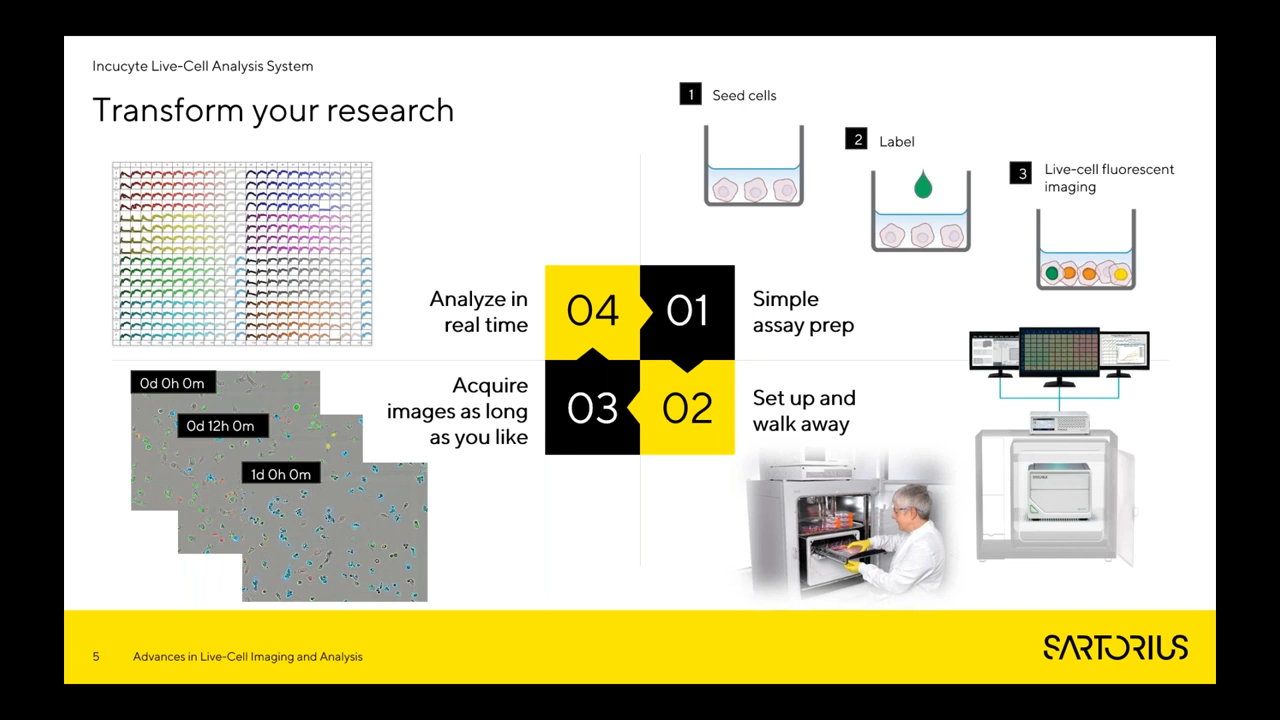 Incucyte Live-Cell Analysis System
Transform your research
1 Seed cells
2 Label
3 Live-cell fluorescent
imaging
Analyze in
real time
04
01
Simple
assay prep
Acquire
images as long
as you like
03
02
Set up and
walk away
0d 0h 0m
0d 12h 0m
1d 0h 0m
5 Advances in Live-Cell Imaging and Analysis
SARTORIUS